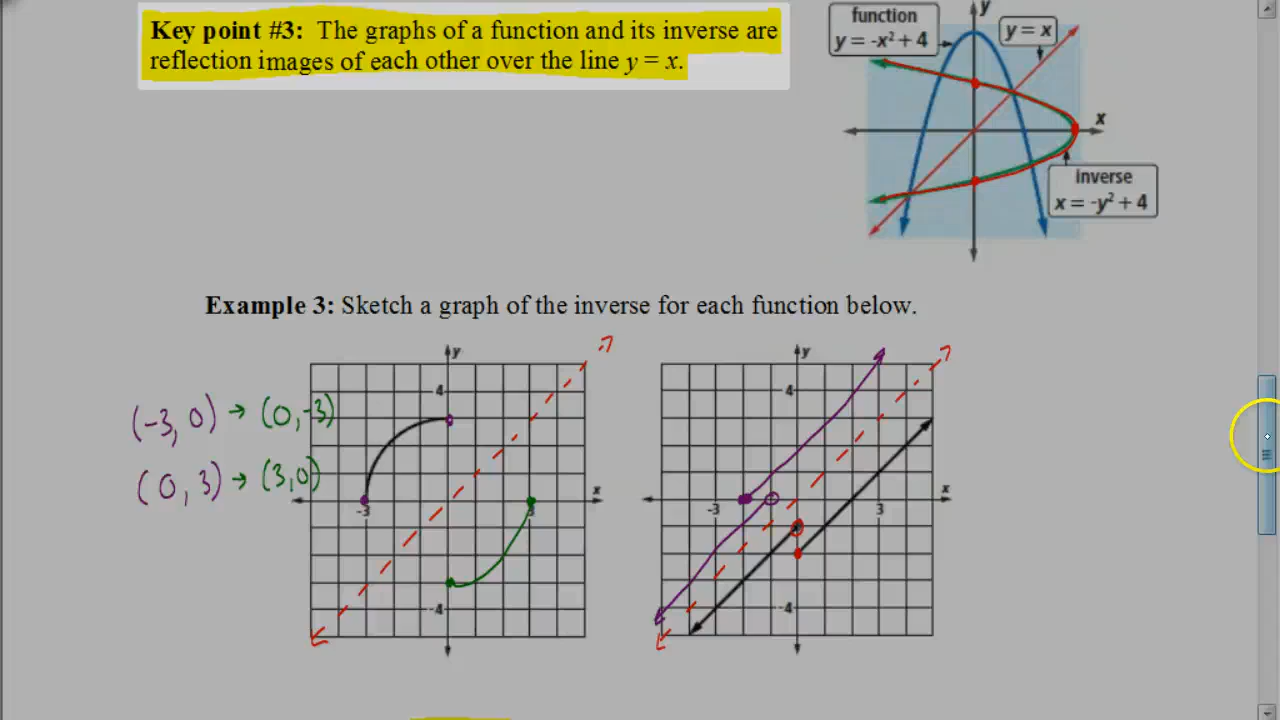 Key point #3: The graphs of a function and its inverse are
reflection images of each other over the line y = x.
function
y = -x² + 4
y
y = x
x
inverse
x = -y² + 4
Example 3: Sketch a graph of the inverse for each function below.
(-3, 0) → (0, -3)
(0, 3) → (3, 0)
y
4
x
-3
3
-4
y
4
x
-3
3
-4